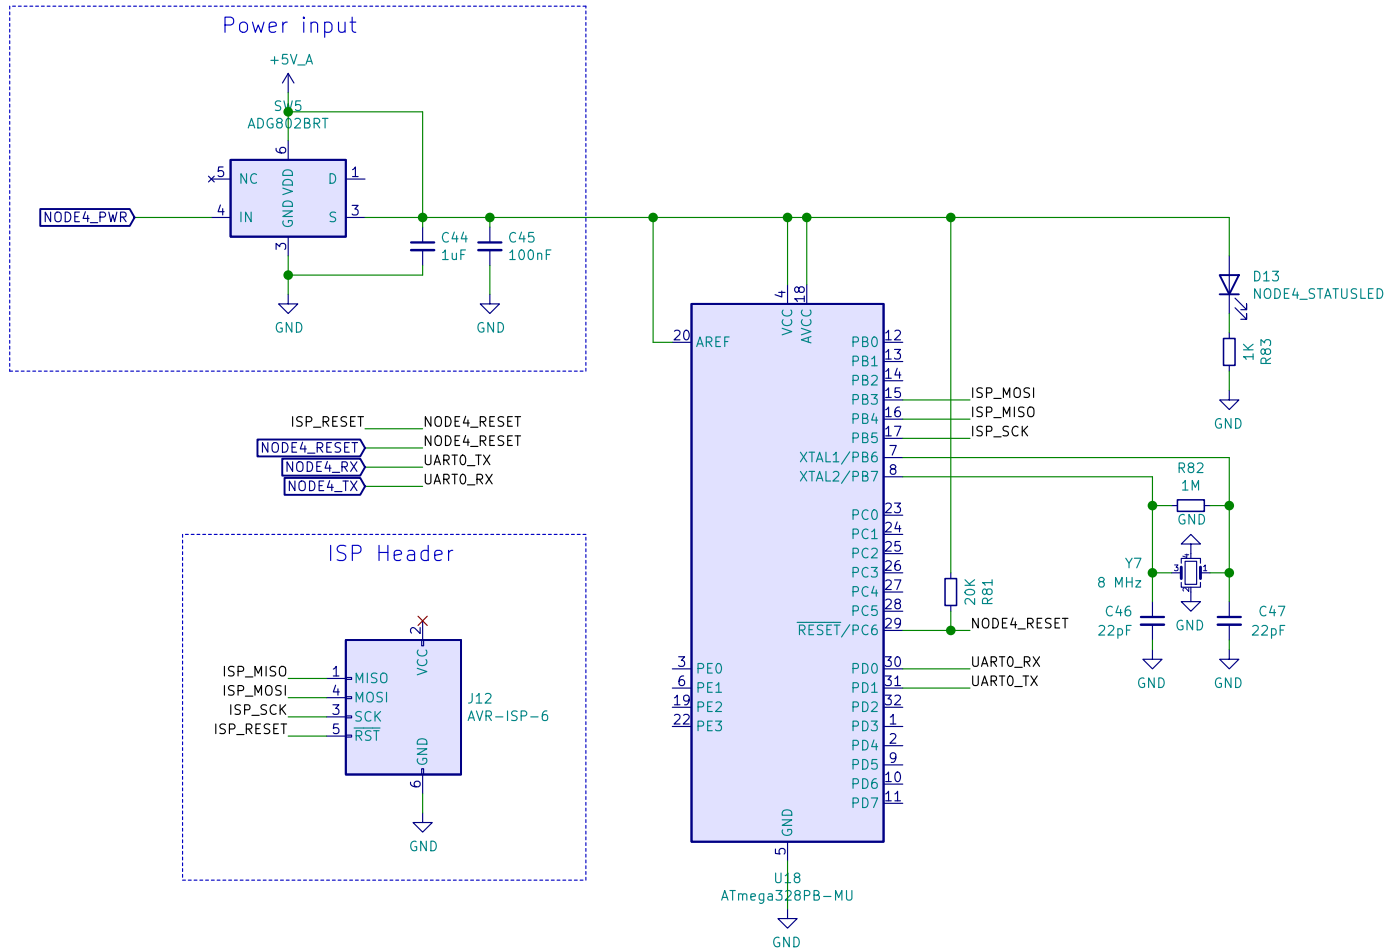 Power input
+5V_A
SW5
ADG802BRT
6
5
NC
VDD
D
1
NODE4_PWR
4
IN
GND
S
3
3
C44
1uF
C45
100nF
GND
GND
D13
NODE4_STATUSLED
1K
R83
GND
ISP_RESET
NODE4_RESET
NODE4_RESET
NODE4_RESET
NODE4_RX
UART0_TX
NODE4_TX
UART0_RX
ISP Header
2
VCC
ISP_MISO
1
MISO
ISP_MOSI
4
MOSI
ISP_SCK
3
SCK
ISP_RESET
5
RST
GND
6
GND
J12
AVR-ISP-6
4
18
VCC
AVCC
20
AREF
PB0
12
PB1
13
PB2
14
PB3
15
ISP_MOSI
PB4
16
ISP_MISO
PB5
17
ISP_SCK
XTAL1/PB6
7
XTAL2/PB7
8
PC0
23
PC1
24
PC2
25
PC3
26
PC4
27
PC5
28
RESET/PC6
29
NODE4_RESET
3
PE0
PD0
30
UART0_RX
6
PE1
PD1
31
UART0_TX
19
PE2
PD2
32
22
PE3
PD3
1
PD4
2
PD5
9
PD6
10
PD7
11
GND
5
U18
ATmega328PB-MU
GND
20K
R81
R82
1M
GND
Y7
8 MHz
4
3
1
2
GND
C46
22pF
C47
22pF
GND
GND